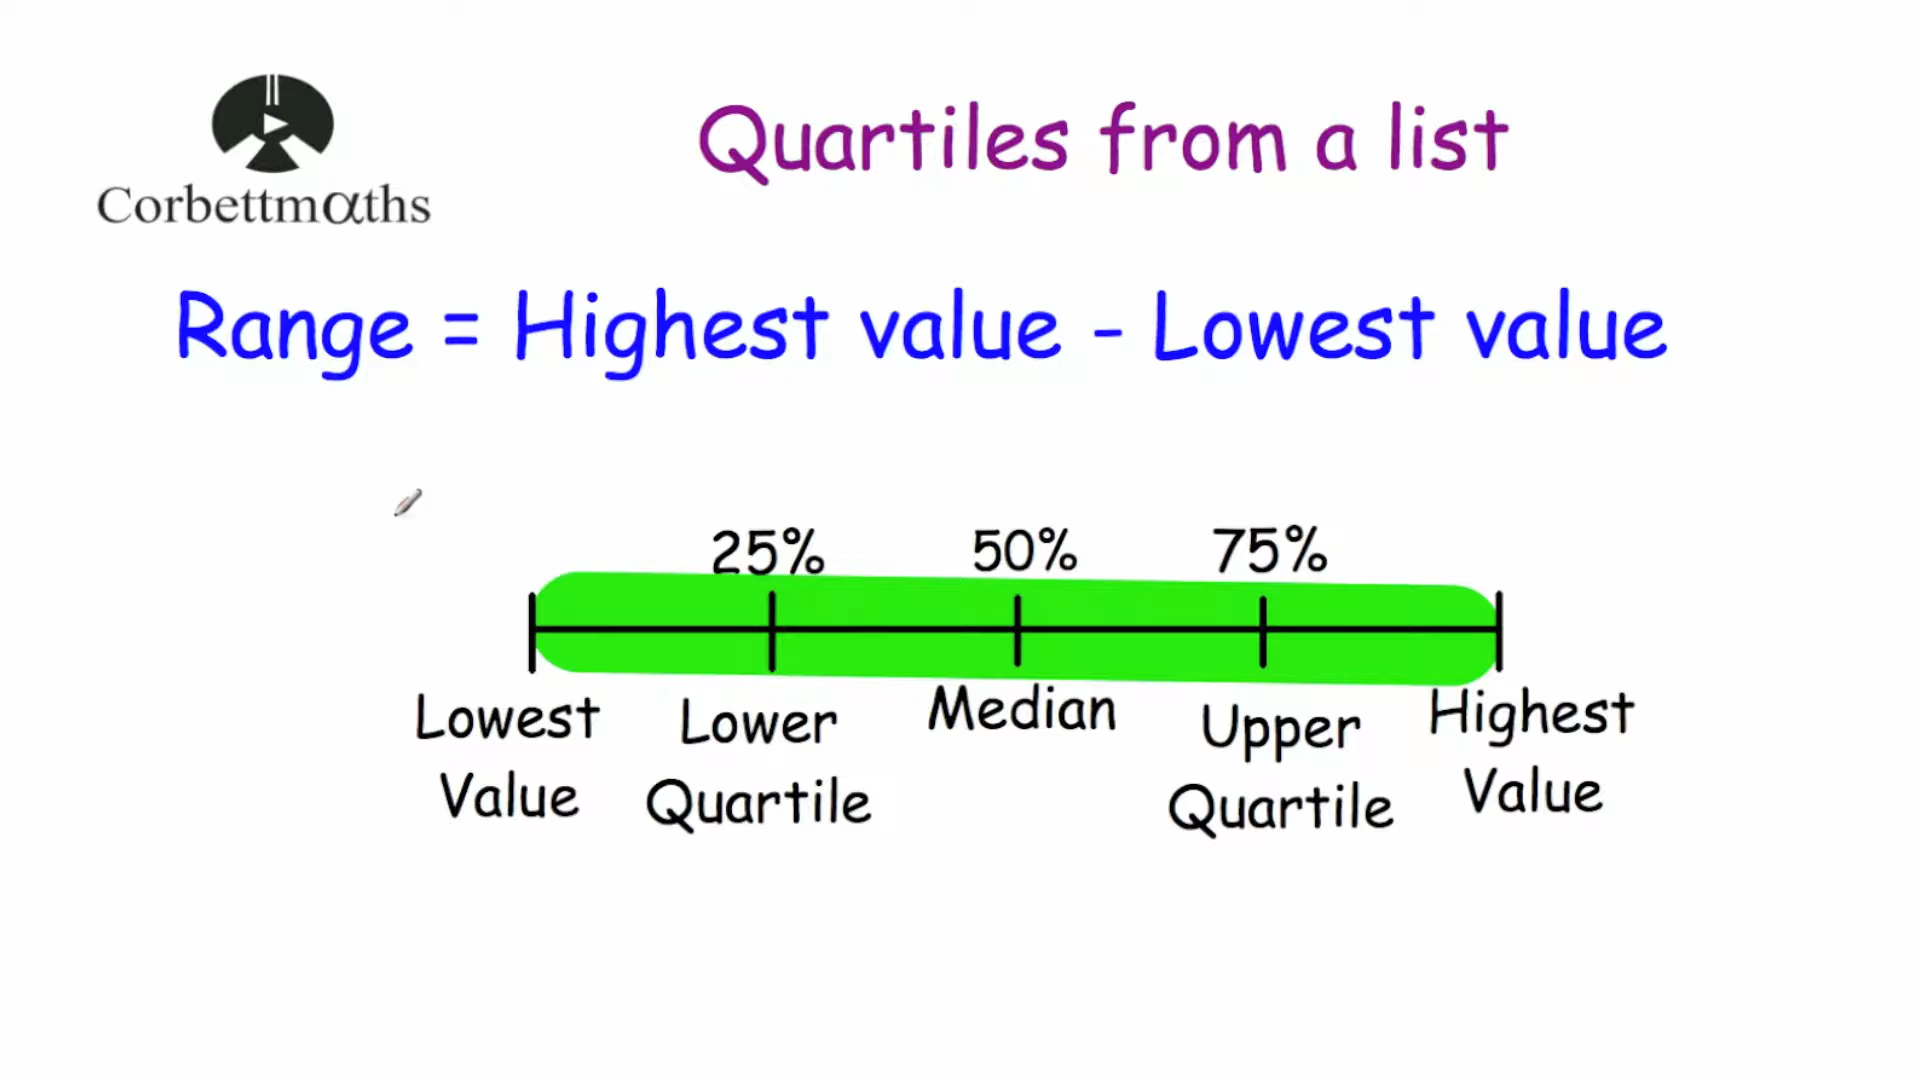 Corbettmαths
Quartiles from a list
Range = Highest value - Lowest value
25% 50% 75%
Lowest Value
Lower Quartile
Median
Upper Quartile
Highest Value